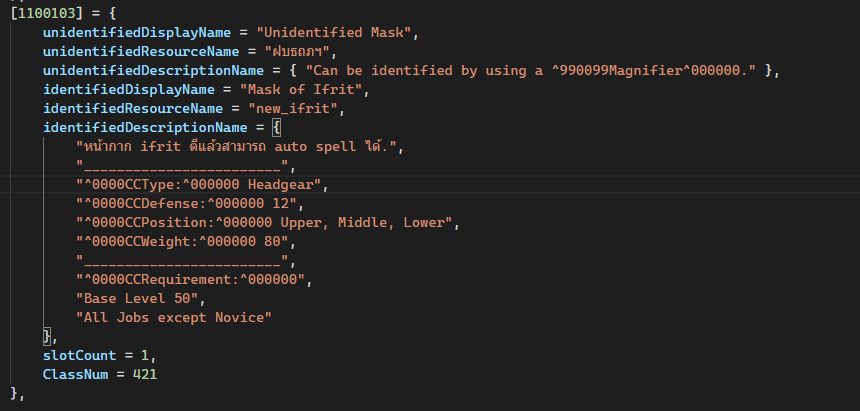 [1100103] = {
unidentifiedDisplayName = "Unidentified Mask",
unidentifiedResourceName = "ฝบธถภฯ",
unidentifiedDescriptionName = { "Can be identified by using a ^990099Magnifier^000000." },
identifiedDisplayName = "Mask of Ifrit",
identifiedResourceName = "new_ifrit",
identifiedDescriptionName = {
"หน้ากาก ifrit ตีแล้วสามารถ auto spell ได้.",
"________________________",
"^0000CCType:^000000 Headgear",
"^0000CCDefense:^000000 12",
"^0000CCPosition:^000000 Upper, Middle, Lower",
"^0000CCWeight:^000000 80",
"________________________",
"^0000CCRequirement:^000000",
"Base Level 50",
"All Jobs except Novice"
},
slotCount = 1,
ClassNum = 421
},